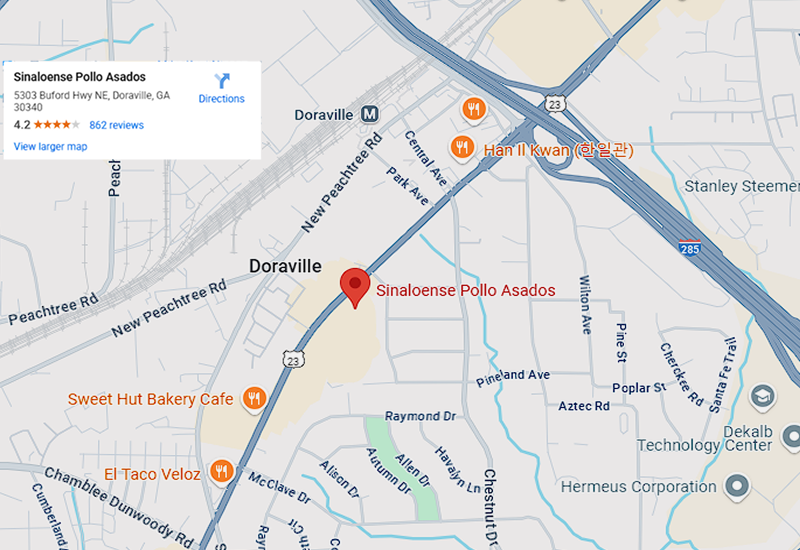 Sinaloense Pollo Asados
5303 Buford Hwy NE, Doraville, GA
30340
4.2
862 reviews
View larger map
Directions
Doraville
M
23
Han Il Kwan (한일관)
Central Ave
Park Ave
New Peachtree Rd
Stanley Steemer
285
Peach
Doraville
Sinaloense Pollo Asados
Peachtree Rd
New Peachtree Rd
23
Wilton Ave
Pine St
Cherokee Rd
Santa Fe Trail
Pineland Ave
Poplar St
Aztec Rd
Sweet Hut Bakery Cafe
Raymond Dr
Dekalb
Technology Center
Havalyn Ln
Allen Dr
Autumn Dr
Alison Dr
El Taco Veloz
McClave Dr
Chestnut Dr
Hermeus Corporation
Chamblee Dunwoody Rd
Cumberland